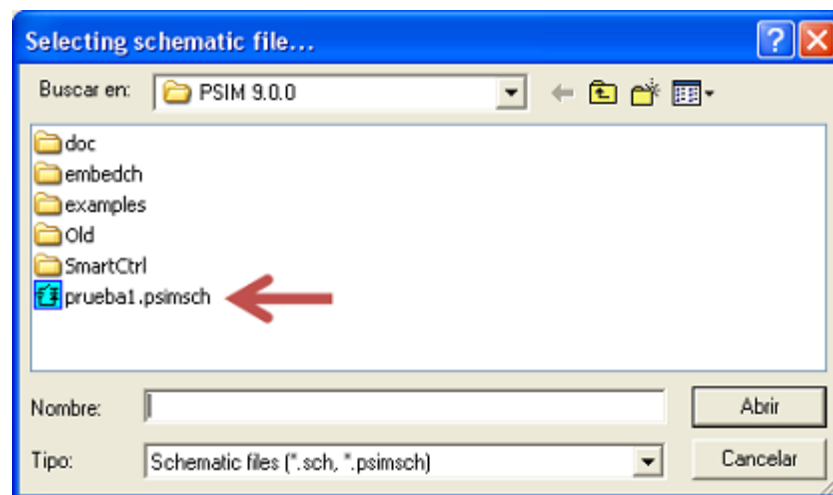 Selecting schematic file...
Buscar en: PSIM 9.0.0
doc
embedch
examples
Old
SmartCtrl
prueba1.psimsch
Nombre: Abrir
Tipo: Schematic files (*.sch, *.psimsch) Cancelar